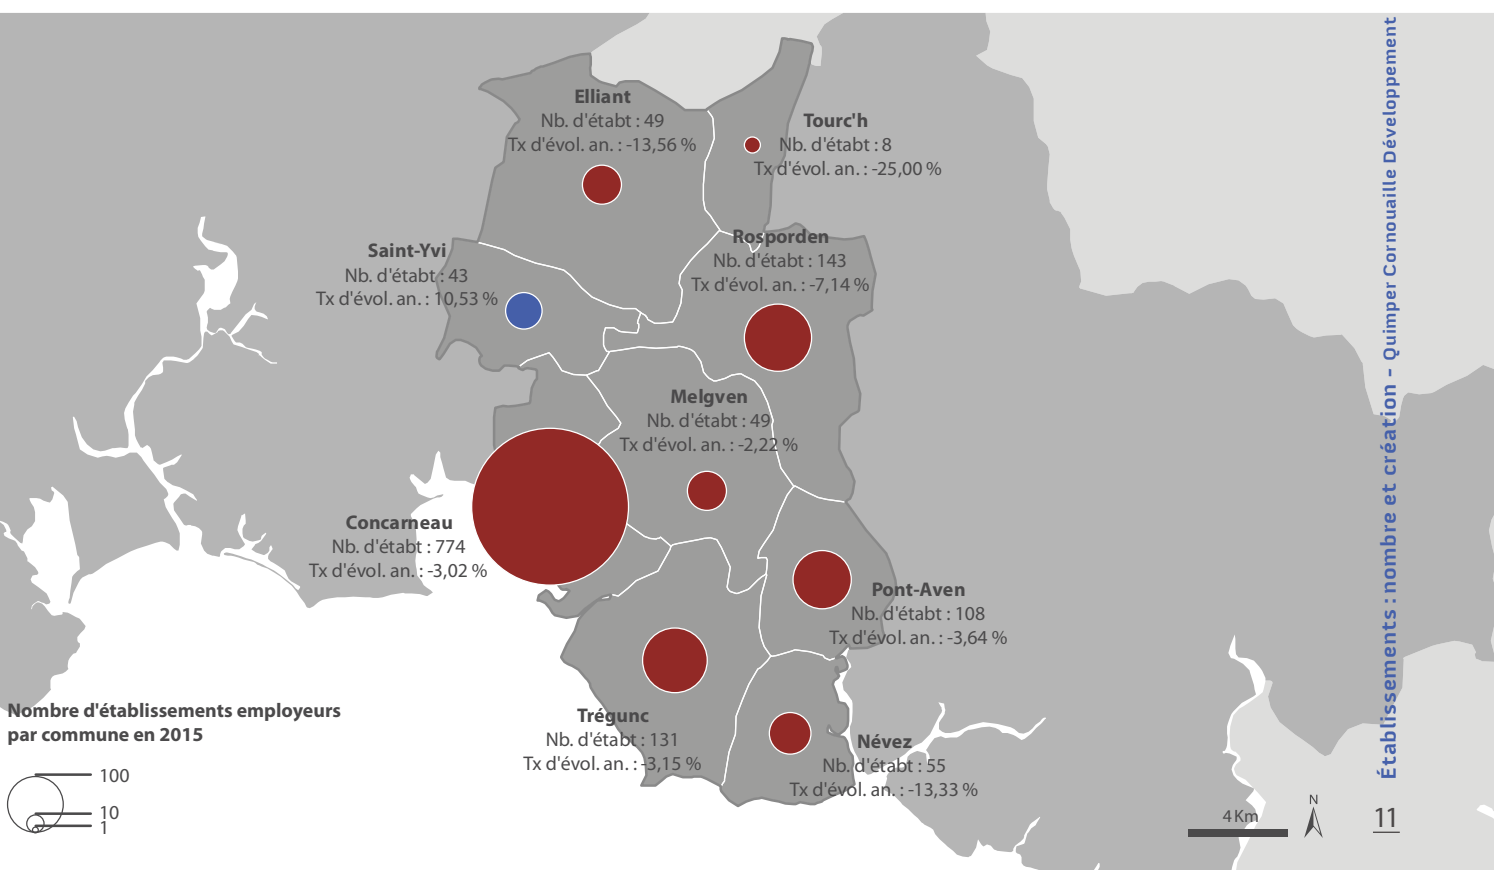 Elliant
Nb. d'étabt : 49
Tx d'évol. an. : -13,56 %
Tourc'h
Nb. d'étabt : 8
Tx d'évol. an. : -25,00 %
Saint-Yvi
Nb. d'étabt : 43
Tx d'évol. an. : 10,53 %
Rosporden
Nb. d'étabt : 143
Tx d'évol. an. : -7,14 %
Melgven
Nb. d'étabt : 49
Tx d'évol. an. : -2,22 %
Concarneau
Nb. d'étabt : 774
Tx d'évol. an. : -3,02 %
Pont-Aven
Nb. d'étabt : 108
Tx d'évol. an. : -3,64 %
Trégunc
Nb. d'étabt : 131
Tx d'évol. an. : -3,15 %
Névez
Nb. d'étabt : 55
Tx d'évol. an. : -13,33 %
Nombre d'établissements employeurs
par commune en 2015
100
10
1
4 Km
N
Établissements : nombre et création - Quimper Cornouaille Développement
11